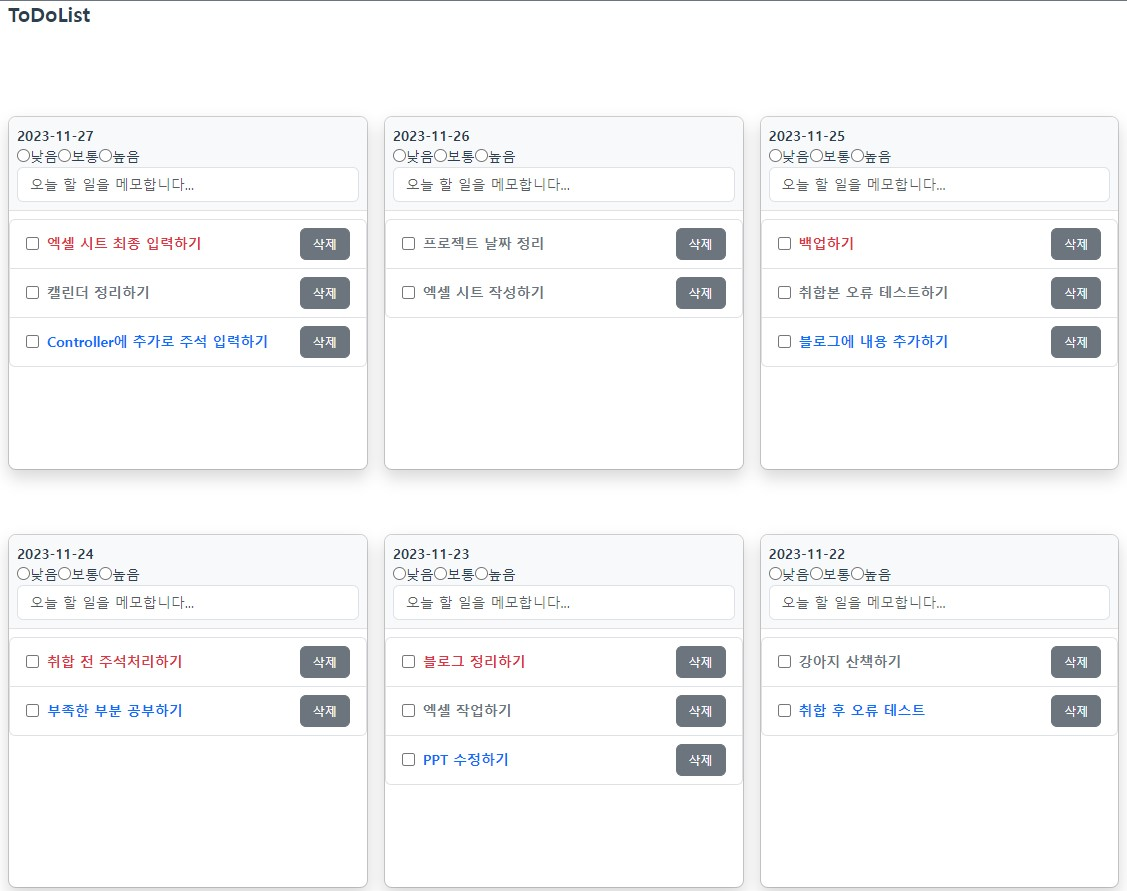 ToDoList
2023-11-27
낮음 보통 높음
오늘 할 일을 메모합니다...
엑셀 시트 최종 입력하기 삭제
캘린더 정리하기 삭제
Controller에 추가로 주석 입력하기 삭제
2023-11-26
낮음 보통 높음
오늘 할 일을 메모합니다...
프로젝트 날짜 정리 삭제
엑셀 시트 작성하기 삭제
2023-11-25
낮음 보통 높음
오늘 할 일을 메모합니다...
백업하기 삭제
취합본 오류 테스트하기 삭제
블로그에 내용 추가하기 삭제
2023-11-24
낮음 보통 높음
오늘 할 일을 메모합니다...
취합 전 주석처리하기 삭제
부족한 부분 공부하기 삭제
2023-11-23
낮음 보통 높음
오늘 할 일을 메모합니다...
블로그 정리하기 삭제
엑셀 작업하기 삭제
PPT 수정하기 삭제
2023-11-22
낮음 보통 높음
오늘 할 일을 메모합니다...
강아지 산책하기 삭제
취합 후 오류 테스트 삭제